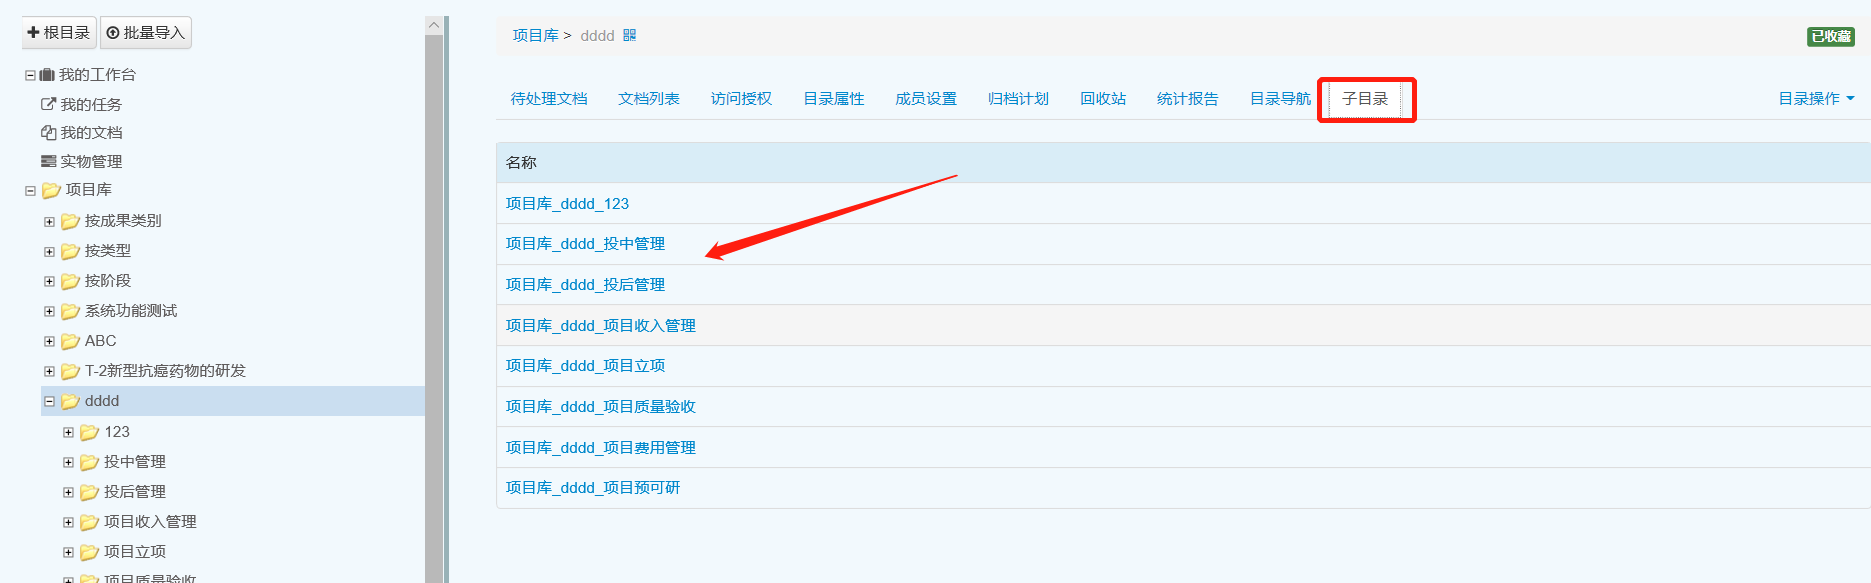 根目录 批量导入
我的工作台
我的任务
我的文档
实物管理
项目库
按成果类别
按类型
按阶段
系统功能测试
ABC
T-2新型抗癌药物的研发
dddd
123
投中管理
投后管理
项目收入管理
项目立项
项目质量验收
项目库 > dddd
已收藏
待处理文档 文档列表 访问授权 目录属性 成员设置 归档计划 回收站 统计报告 目录导航 子目录 目录操作
名称
项目库_dddd_123
项目库_dddd_投中管理
项目库_dddd_投后管理
项目库_dddd_项目收入管理
项目库_dddd_项目立项
项目库_dddd_项目质量验收
项目库_dddd_项目费用管理
项目库_dddd_项目预可研